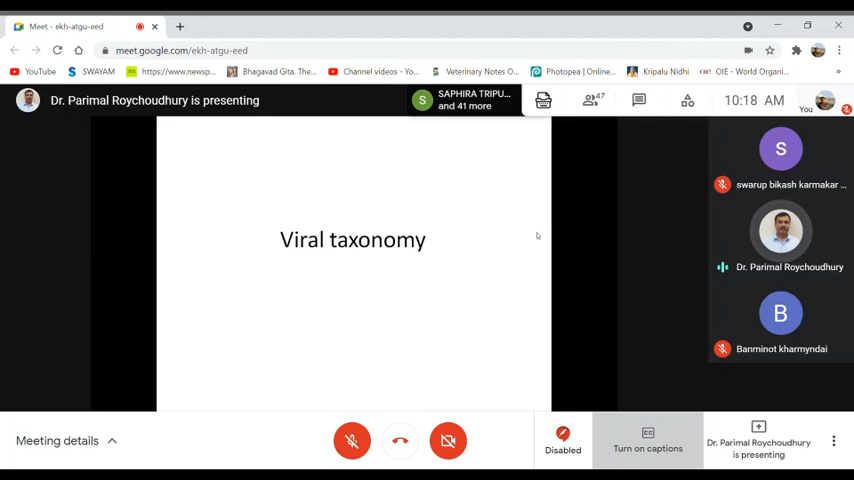 Meet - ekh-atgu-eed
meet.google.com/ekh-atgu-eed
YouTube
SWAYAM
https://www.newsp...
Bhagavad Gita, The...
Channel videos - Yo...
Veterinary Notes O...
Photopea | Online...
Kripalu Nidhi
OIE - World Organi...
Dr. Parimal Roychoudhury is presenting
S
SAPHIRA TRIPU...
and 41 more
47
10:18 AM
You
Viral taxonomy
S
swarup bikash karmakar ...
Dr. Parimal Roychoudhury
B
Banminot kharmyndai
Meeting details
Disabled
CC
Turn on captions
Dr. Parimal Roychoudhury
is presenting